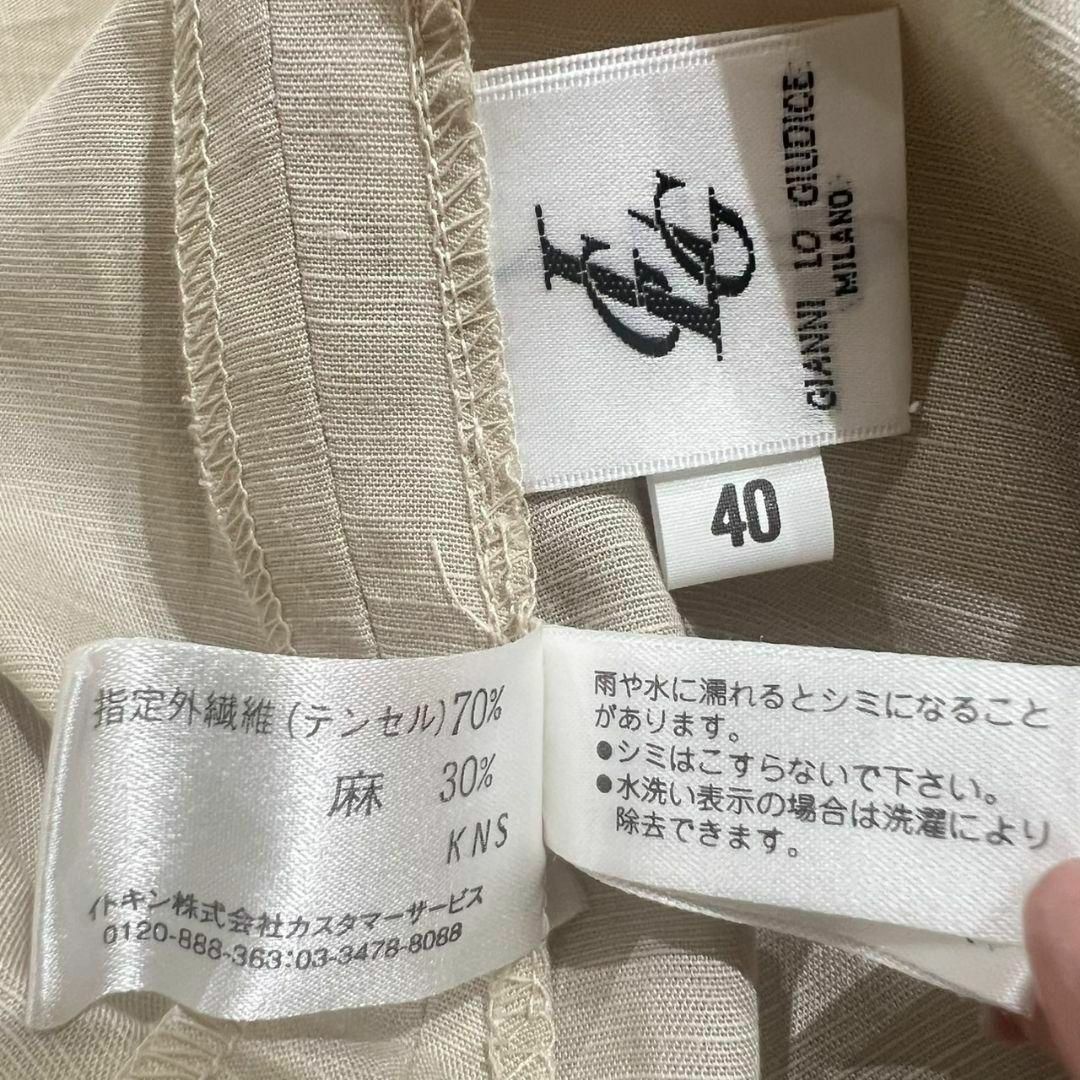 GIANNI LO GIUDICE
MILANO
40
指定外繊維(テンセル)70%
麻 30%
KNS
イトキン株式会社カスタマーサービス
0120-888-363:03-3478-8088
雨や水に濡れるとシミになること
があります。
●シミはこすらないで下さい。
●水洗い表示の場合は洗濯により
除去できます。